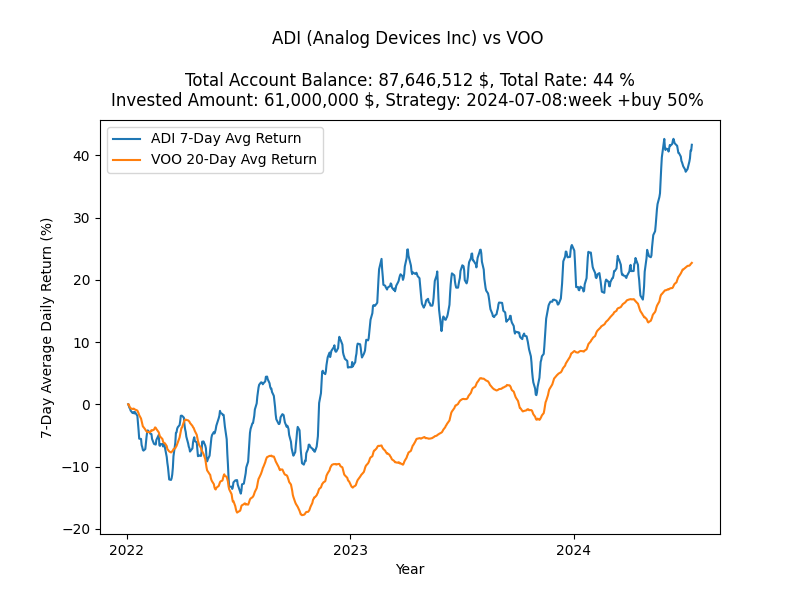 ADI (Analog Devices Inc) vs VOO
Total Account Balance: 87,646,512 $, Total Rate: 44 %
Invested Amount: 61,000,000 $, Strategy: 2024-07-08:week +buy 50%
ADI 7-Day Avg Return
VOO 20-Day Avg Return
7-Day Average Daily Return (%)
40
30
20
10
0
−10
−20
2022
2023
2024
Year